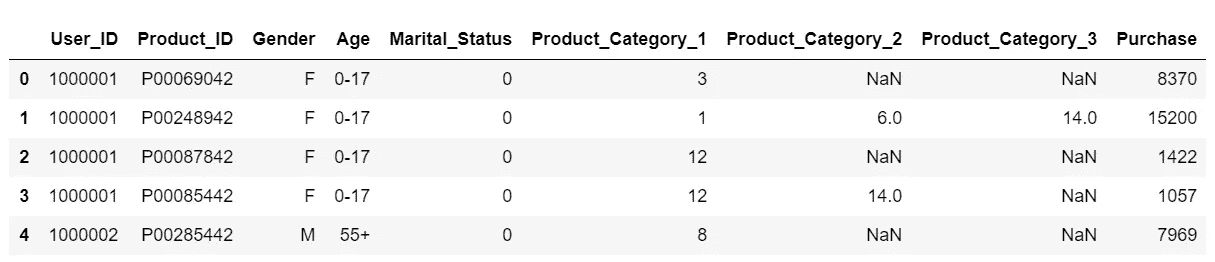 User_ID Product_ID Gender Age Marital_Status Product_Category_1 Product_Category_2 Product_Category_3 Purchase
0 1000001 P00069042 F 0-17 0 3 NaN NaN 8370
1 1000001 P00248942 F 0-17 0 1 6.0 14.0 15200
2 1000001 P00087842 F 0-17 0 12 NaN NaN 1422
3 1000001 P00085442 F 0-17 0 12 14.0 NaN 1057
4 1000002 P00285442 M 55+ 0 8 NaN NaN 7969